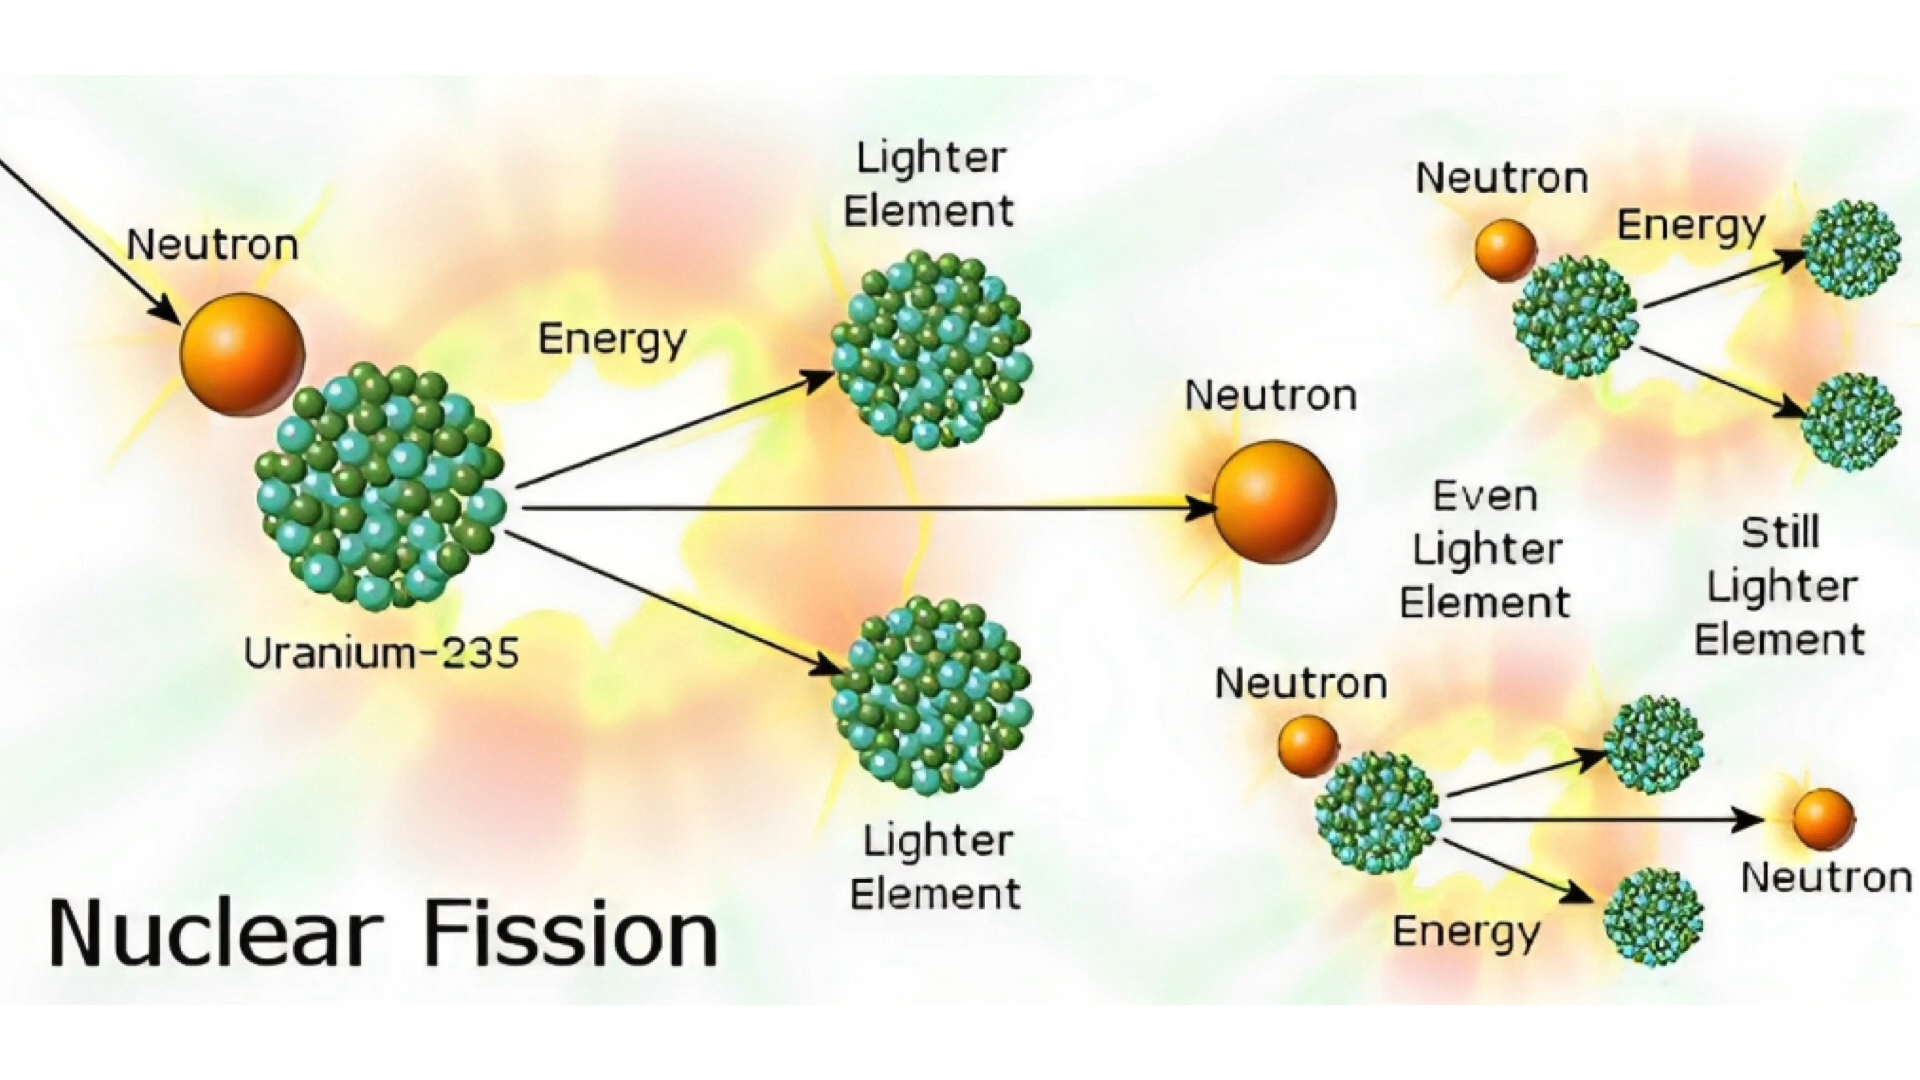 Neutron
Uranium-235
Energy
Lighter
Element
Lighter
Element
Neutron
Neutron
Energy
Even
Lighter
Element
Still
Lighter
Element
Neutron
Energy
Neutron
Nuclear Fission